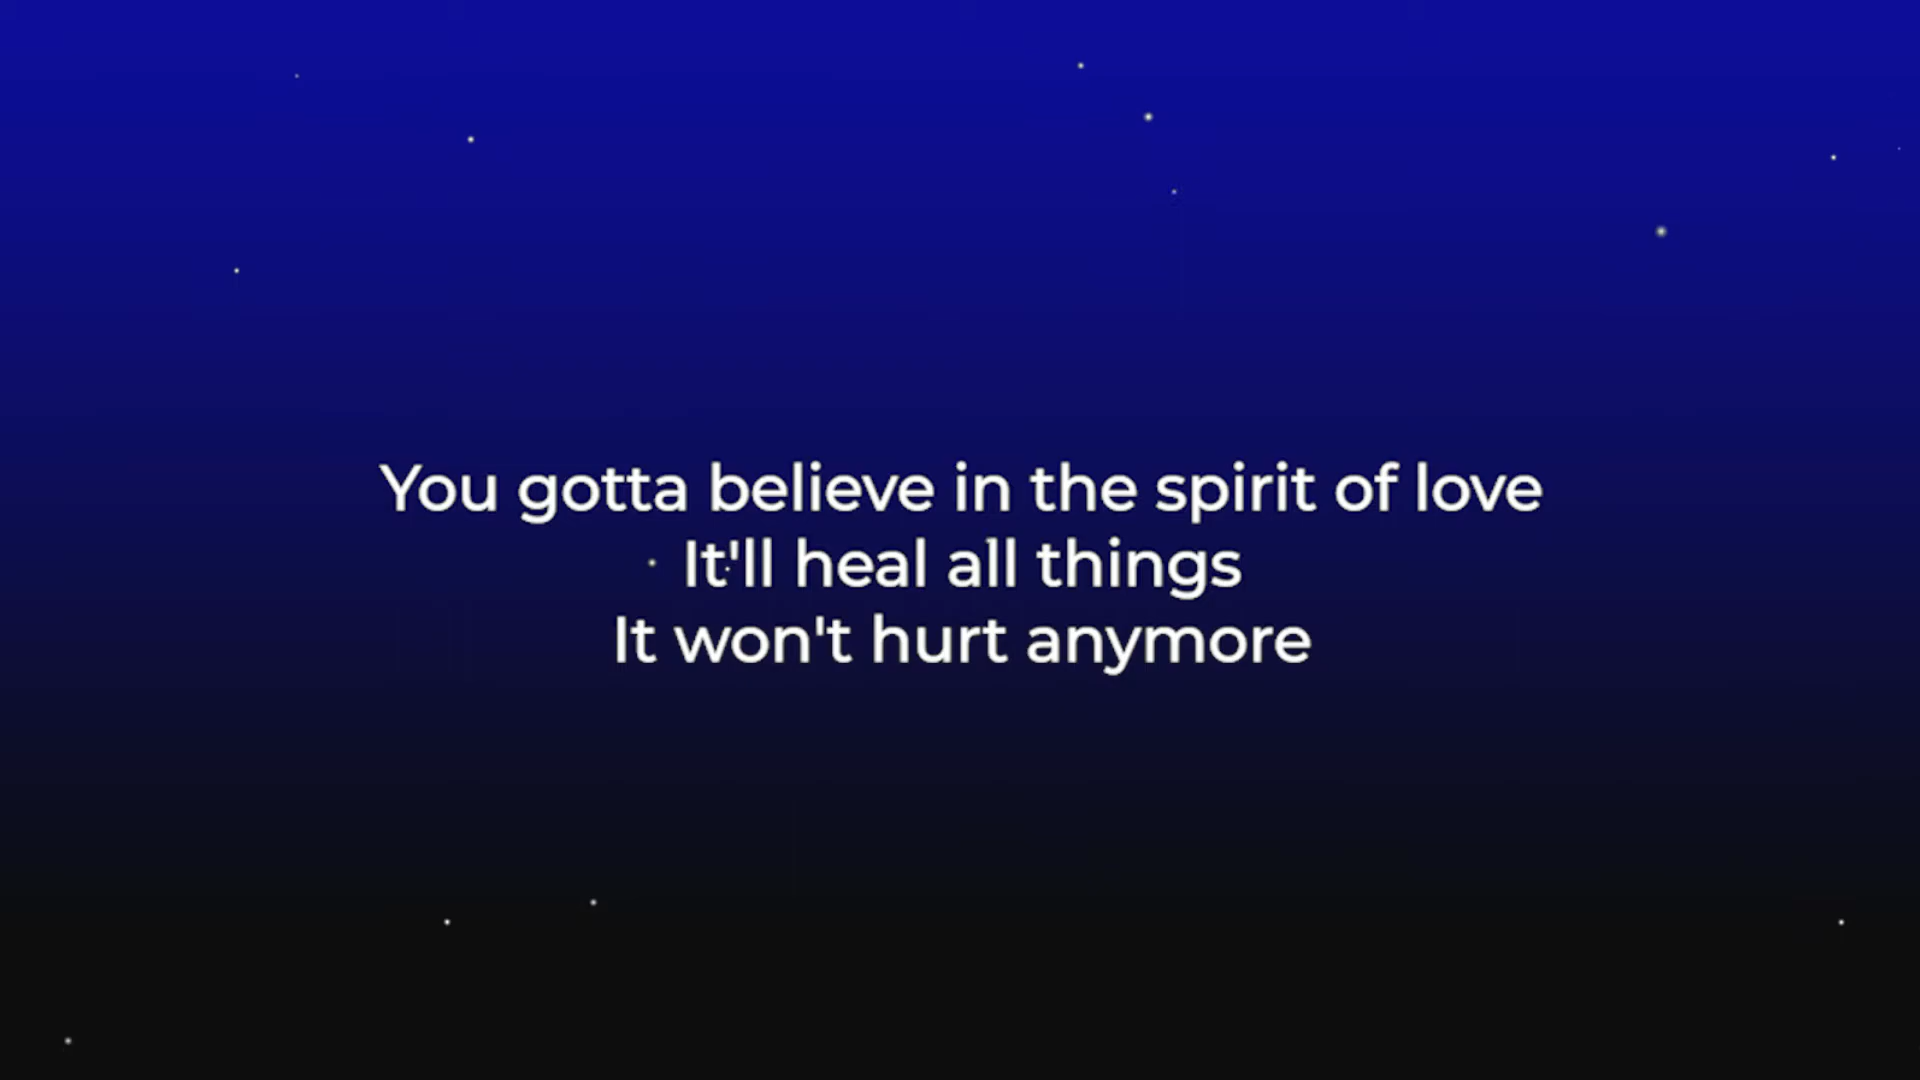 You gotta believe in the spirit of love
It'll heal all things
It won't hurt anymore